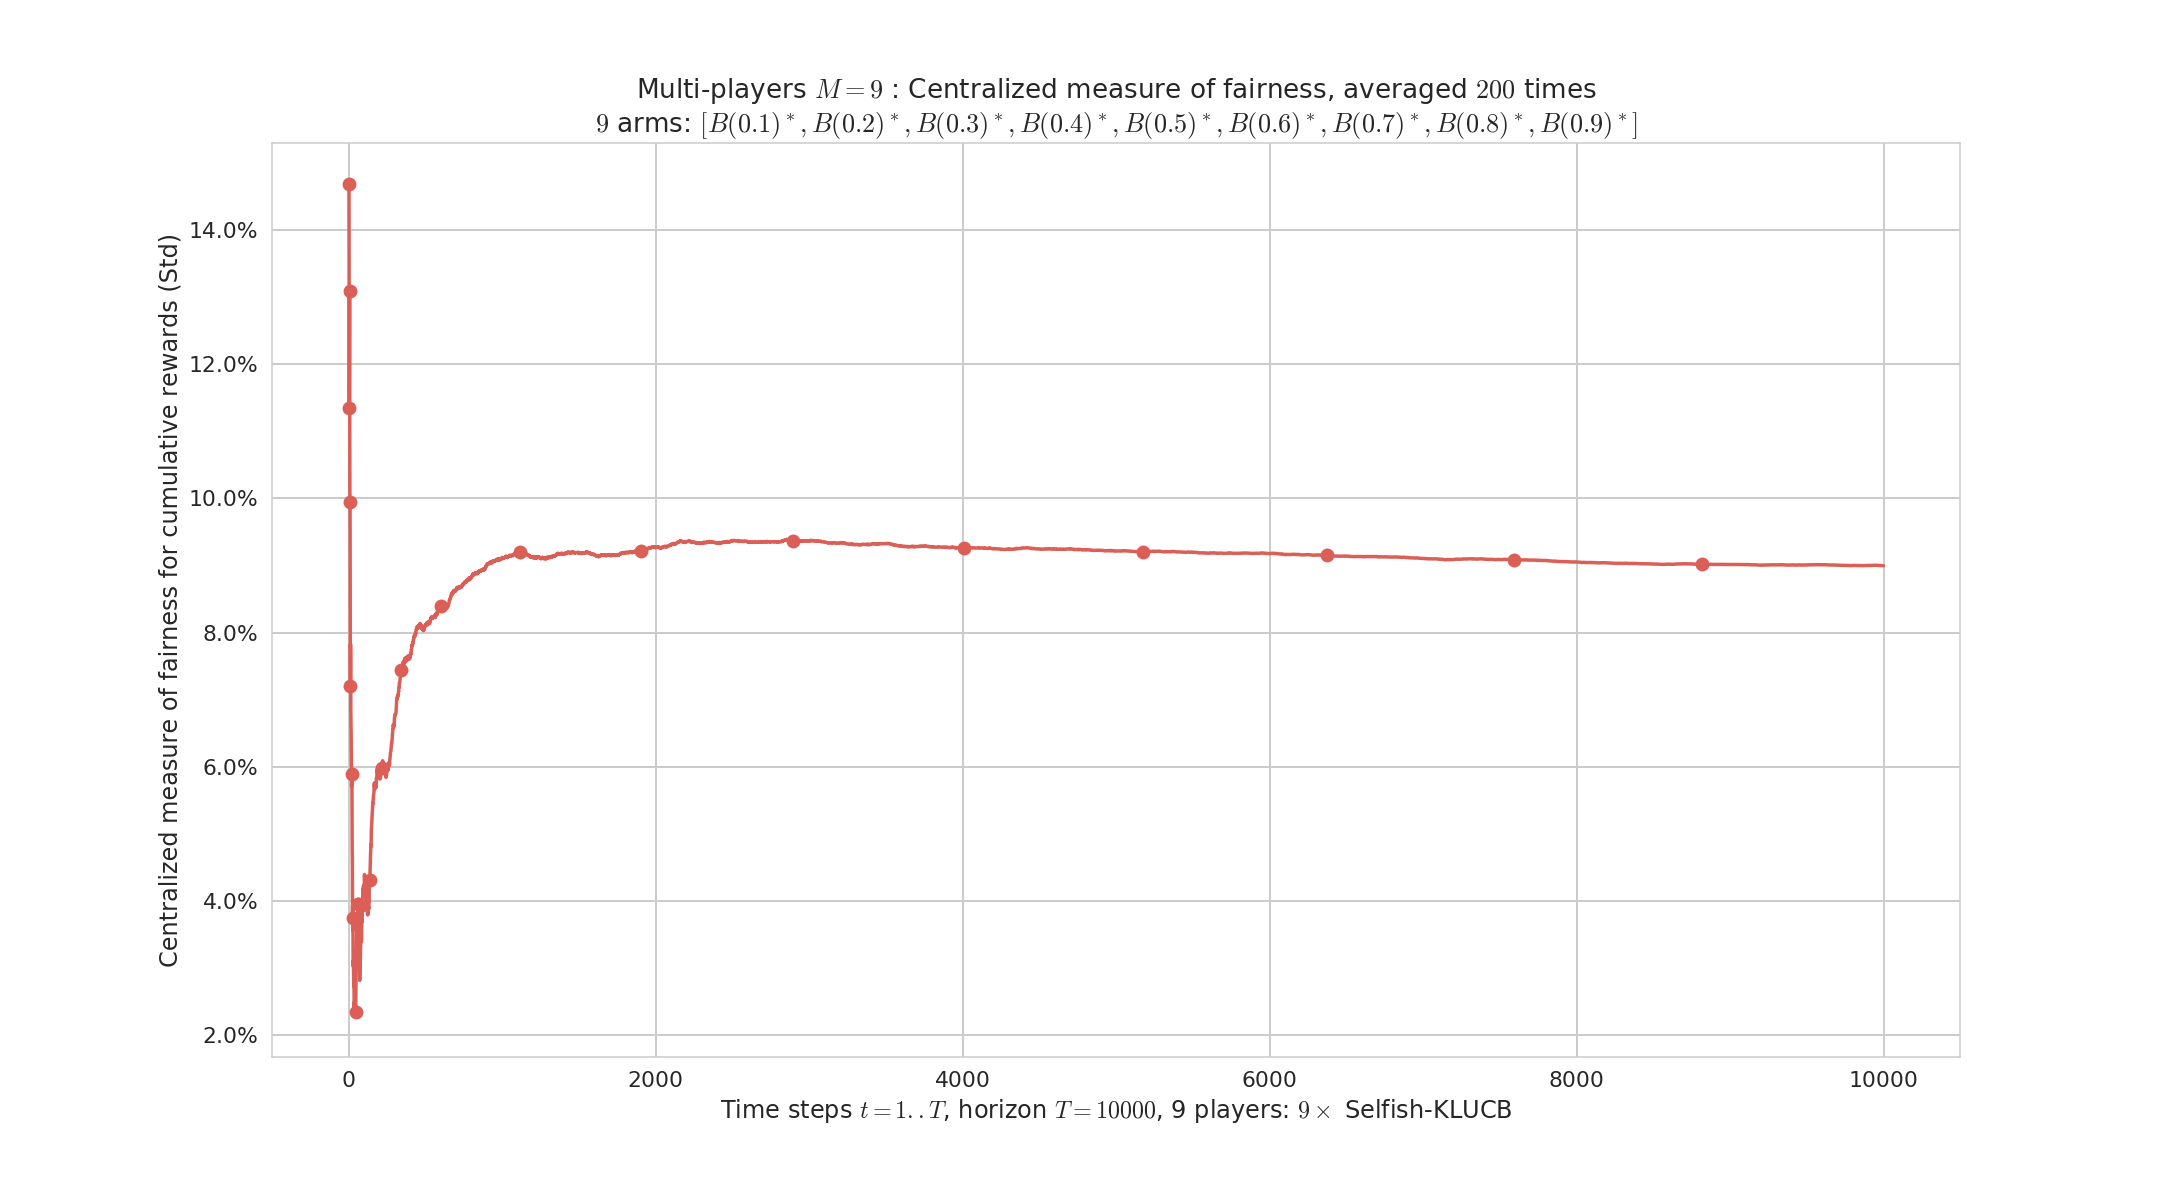 Multi-players M = 9 : Centralized measure of fairness, averaged 200 times
9 arms: [B(0.1)*, B(0.2)*, B(0.3)*, B(0.4)*, B(0.5)*, B(0.6)*, B(0.7)*, B(0.8)*, B(0.9)*]
Centralized measure of fairness for cumulative rewards (Std)
14.0%
12.0%
10.0%
8.0%
6.0%
4.0%
2.0%
0 2000 4000 6000 8000 10000
Time steps t = 1..T, horizon T = 10000, 9 players: 9× Selfish-KLUCB